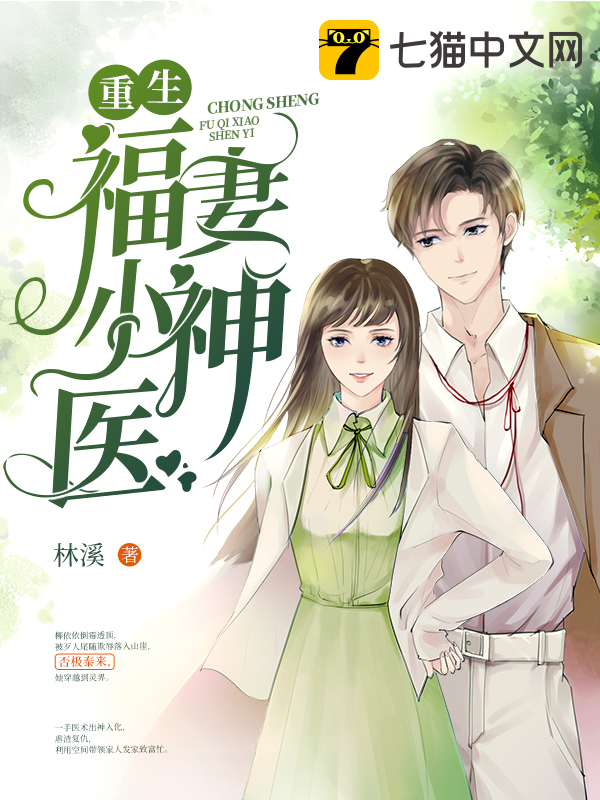 七猫中文网
重生
CHONG SHENG
FU QI XIAO
SHEN YI
福妻
小神
医
林溪 著
柳依依倒霉透顶,
被歹人尾随欺辱落入山崖,
否极泰来,
她穿越到灵界。
一手医术出神入化,
虐渣复仇,
利用空间带领家人发家致富忙。